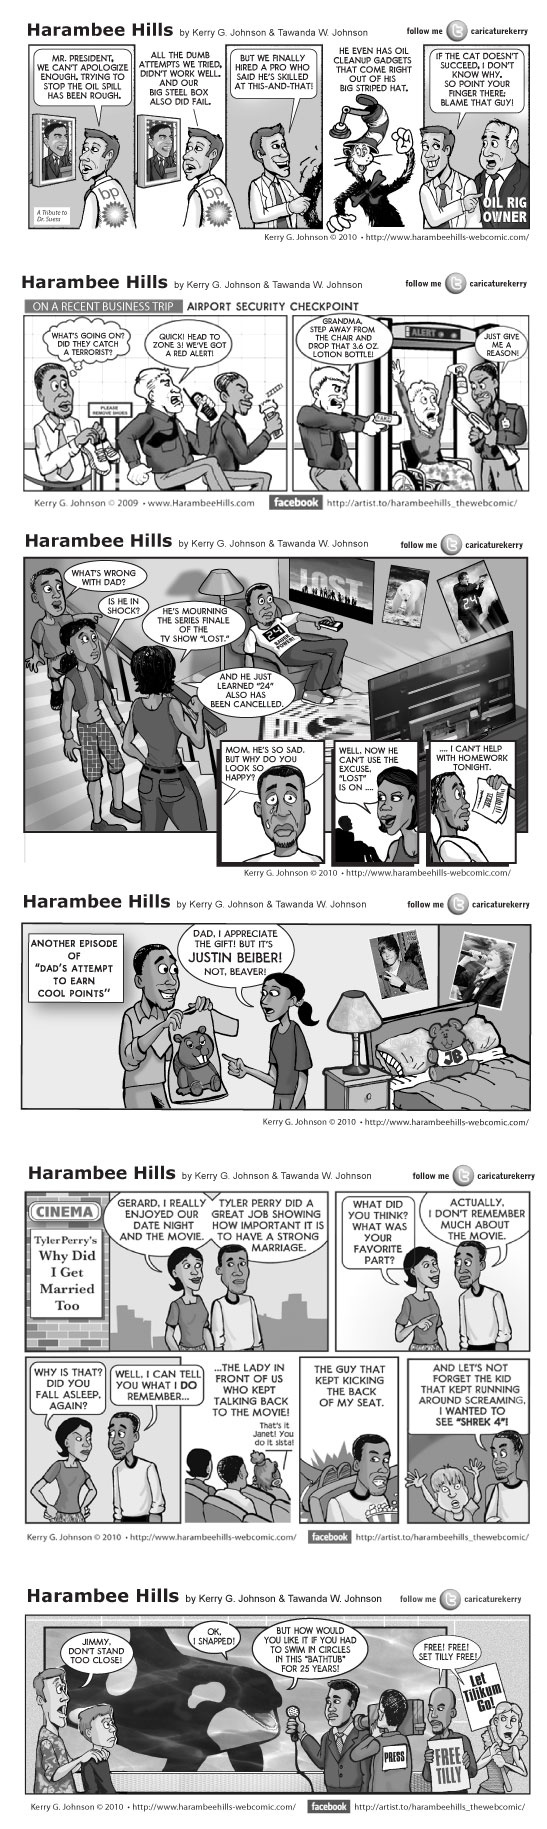 Harambee Hills by Kerry G. Johnson & Tawanda W. Johnson
follow me caricaturekerry
MR. PRESIDENT,
WE CAN'T APOLOGIZE
ENOUGH. TRYING TO
STOP THE OIL SPILL
HAS BEEN ROUGH.
ALL THE DUMB
ATTEMPTS WE TRIED,
DIDN'T WORK WELL.
AND OUR
BIG STEEL BOX
ALSO DID FAIL.
BUT WE FINALLY
HIRED A PRO WHO
SAID HE'S SKILLED
AT THIS-AND-THAT!
HE EVEN HAS OIL
CLEANUP GADGETS
THAT COME RIGHT
OUT OF HIS
BIG STRIPED HAT.
IF THE CAT DOESN'T
SUCCEED, I DON'T
KNOW WHY.
SO POINT YOUR
FINGER THERE;
BLAME THAT GUY!
bp
bp
A Tribute to
Dr. Suess
OIL RIG
OWNER
Kerry G. Johnson © 2010 • http://www.harambeehills-webcomic.com/
Harambee Hills by Kerry G. Johnson & Tawanda W. Johnson
follow me caricaturekerry
ON A RECENT BUSINESS TRIP AIRPORT SECURITY CHECKPOINT
WHAT'S GOING ON?
DID THEY CATCH
A TERRORIST?
QUICK! HEAD TO
ZONE 3! WE'VE GOT
A RED ALERT!
PLEASE
REMOVE SHOES
GRANDMA,
STEP AWAY FROM
THE CHAIR AND
DROP THAT 3.6 OZ.
LOTION BOTTLE!
ALERT
JUST GIVE
ME A
REASON!
Kerry G. Johnson © 2009 • www.HarambeeHills.com facebook http://artist.to/harambeehills_thewebcomic/
Harambee Hills by Kerry G. Johnson & Tawanda W. Johnson
follow me caricaturekerry
WHAT'S WRONG
WITH DAD?
IS HE IN
SHOCK?
HE'S MOURNING
THE SERIES FINALE
OF THE
TV SHOW "LOST."
AND HE JUST
LEARNED "24"
ALSO HAS
BEEN CANCELLED.
LOST
24
24
BAUER
POWER!
MOM, HE'S SO SAD.
BUT WHY DO YOU
LOOK SO
HAPPY?
WELL, NOW HE
CAN'T USE THE
EXCUSE,
"LOST"
IS ON ....
.... I CAN'T HELP
WITH HOMEWORK
TONIGHT.
Kerry G. Johnson © 2010 • http://www.harambeehills-webcomic.com/
Harambee Hills by Kerry G. Johnson & Tawanda W. Johnson
follow me caricaturekerry
ANOTHER EPISODE
OF
"DAD'S ATTEMPT
TO EARN
COOL POINTS"
DAD, I APPRECIATE
THE GIFT! BUT IT'S
JUSTIN BEIBER!
NOT, BEAVER!
JB
Kerry G. Johnson © 2010 • http://www.harambeehills-webcomic.com/
Harambee Hills by Kerry G. Johnson & Tawanda W. Johnson
follow me caricaturekerry
CINEMA
Tyler Perry's
Why Did
I Get
Married
Too
GERARD, I REALLY
ENJOYED OUR
DATE NIGHT
AND THE MOVIE.
TYLER PERRY DID A
GREAT JOB SHOWING
HOW IMPORTANT IT IS
TO HAVE A STRONG
MARRIAGE.
WHAT DID
YOU THINK?
WHAT WAS
YOUR
FAVORITE
PART?
ACTUALLY,
I DON'T REMEMBER
MUCH ABOUT
THE MOVIE.
WHY IS THAT?
DID YOU
FALL ASLEEP,
AGAIN?
WELL, I CAN TELL
YOU WHAT I DO
REMEMBER...
...THE LADY IN
FRONT OF US
WHO KEPT
TALKING BACK
TO THE MOVIE!
That's it
Janet! You
do it sista!
THE GUY THAT
KEPT KICKING
THE BACK
OF MY SEAT.
AND LET'S NOT
FORGET THE KID
THAT KEPT RUNNING
AROUND SCREAMING,
I WANTED TO
SEE "SHREK 4"!
Kerry G. Johnson © 2010 • http://www.harambeehills-webcomic.com/ facebook http://artist.to/harambeehills_thewebcomic/
Harambee Hills by Kerry G. Johnson & Tawanda W. Johnson
follow me caricaturekerry
JIMMY,
DON'T STAND
TOO CLOSE!
OK,
I SNAPPED!
BUT HOW WOULD
YOU LIKE IT IF YOU HAD
TO SWIM IN CIRCLES
IN THIS "BATHTUB"
FOR 25 YEARS!
FREE! FREE!
SET TILLY FREE!
Let
Tilikum
Go!
PRESS
FREE
TILLY
Kerry G. Johnson © 2010 • http://www.harambeehills-webcomic.com/ facebook http://artist.to/harambeehills_thewebcomic/